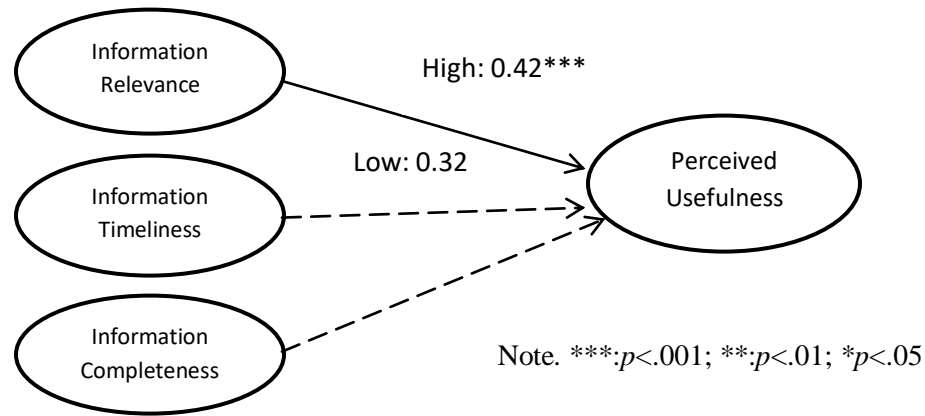 Information
Relevance
High: 0.42***
Low: 0.32
Perceived
Usefulness
Information
Timeliness
Information
Completeness
Note. ***:p<.001; **:p<.01; *p<.05